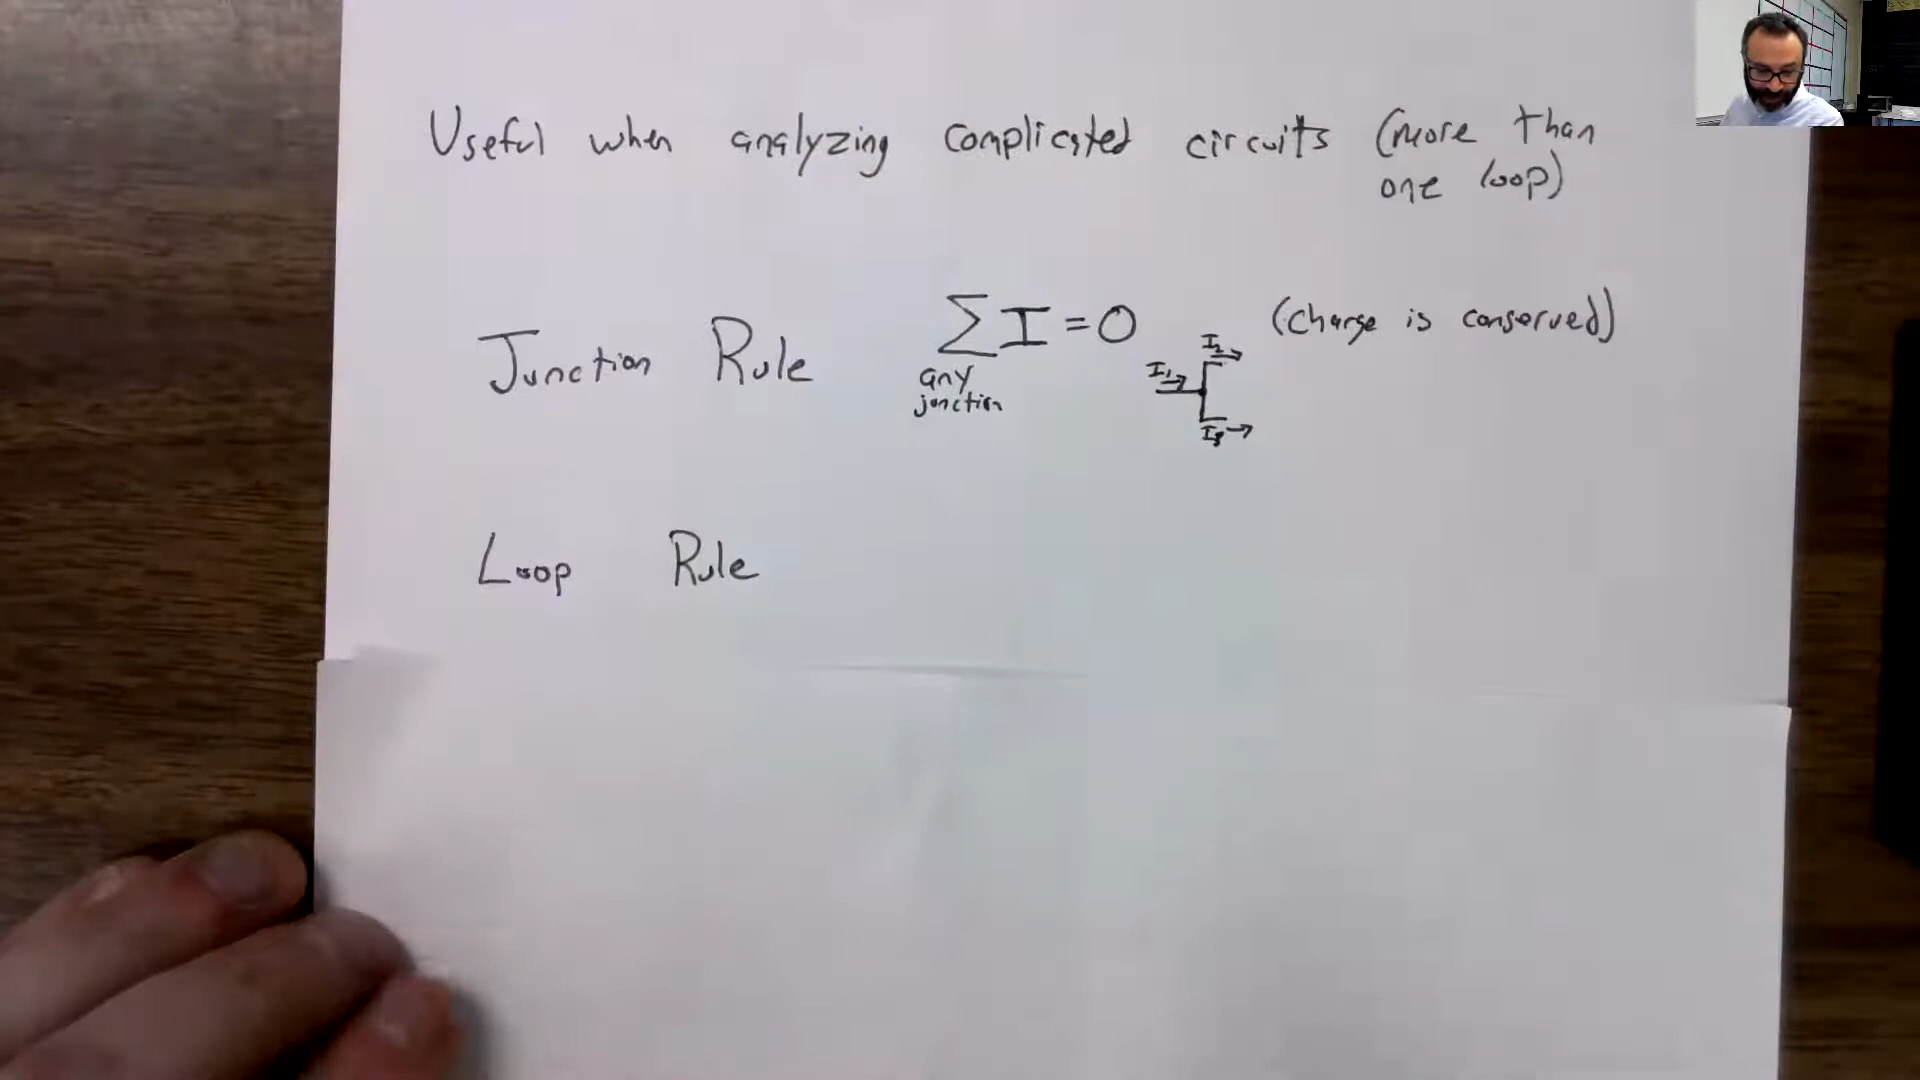 Useful when analyzing complicated circuits (more than
one loop)
Junction Rule ∑I=0 (charge is conserved)
any
junction
I₂
I₁
I₃
Loop Rule